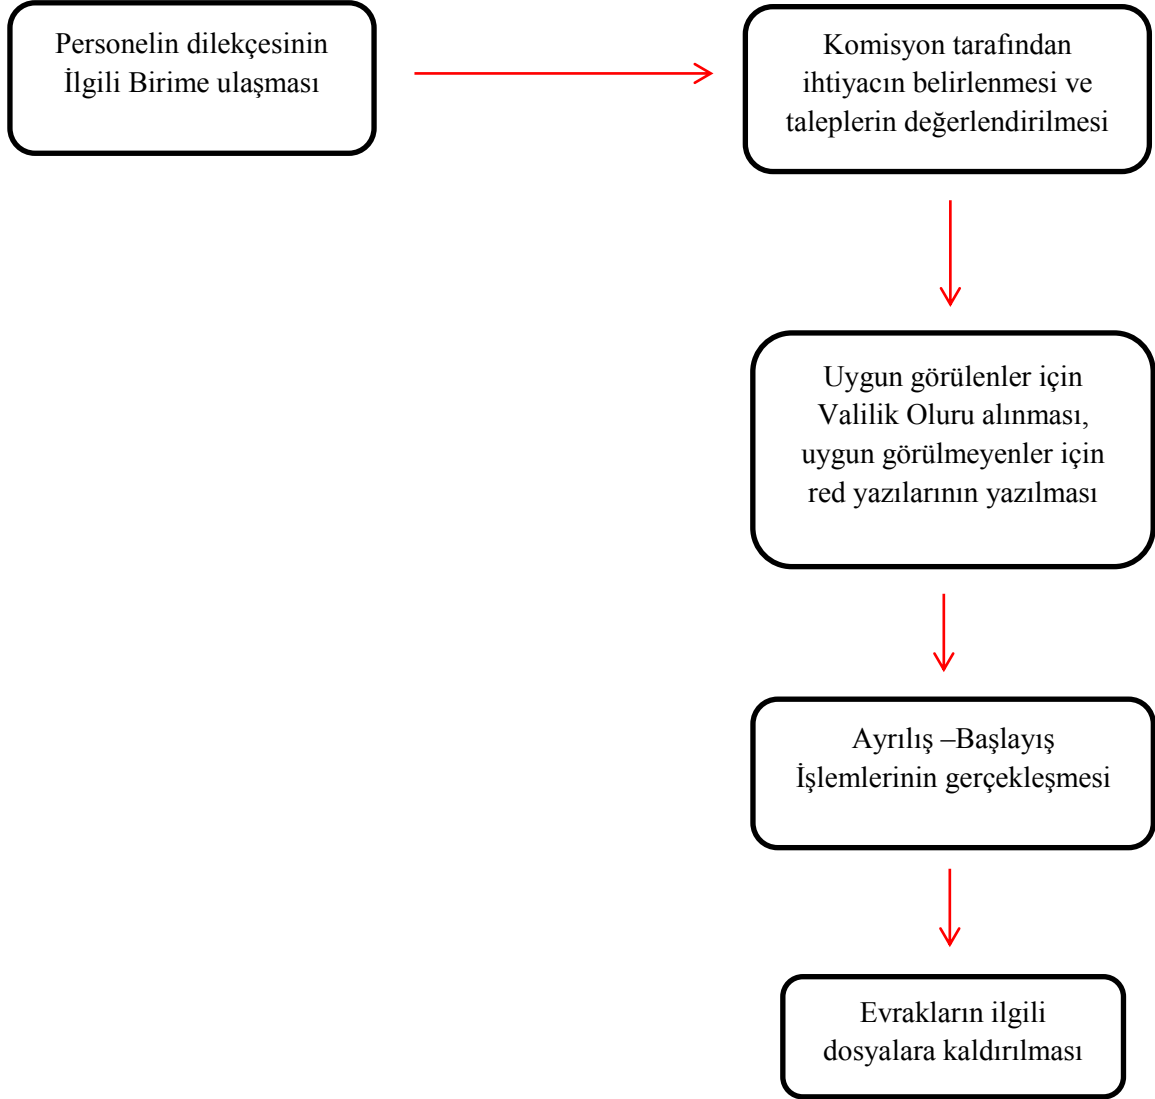 Personelin dilekçesinin
İlgili Birime ulaşması
Komisyon tarafından
ihtiyacın belirlenmesi ve
taleplerin değerlendirilmesi
Uygun görülenler için
Valilik Oluru alınması,
uygun görülmeyenler için
red yazılarının yazılması
Ayrılış –Başlayış
İşlemlerinin gerçekleşmesi
Evrakların ilgili
dosyalara kaldırılması